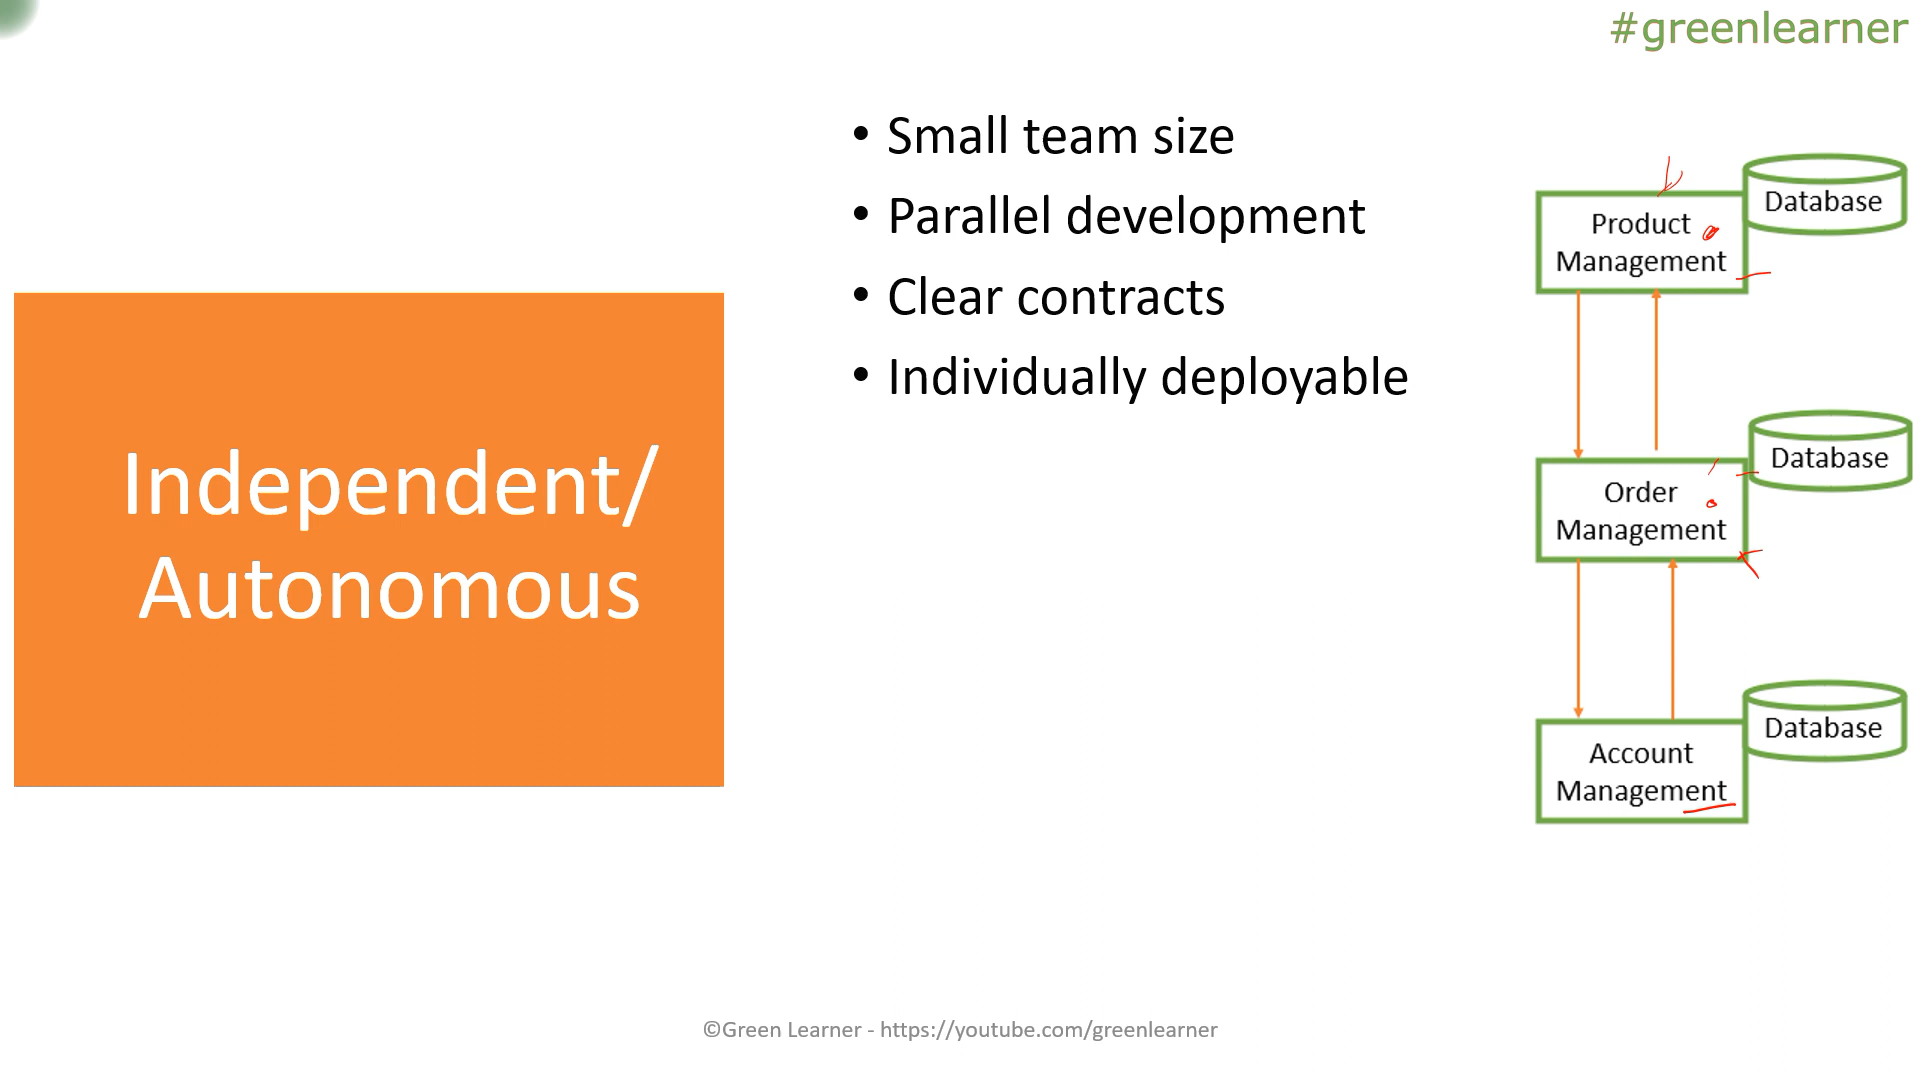 #greenlearner
Independent/
Autonomous
• Small team size
• Parallel development
• Clear contracts
• Individually deployable
Product
Management
Database
Order
Management
Database
Account
Management
Database
©Green Learner - https://youtube.com/greenlearner